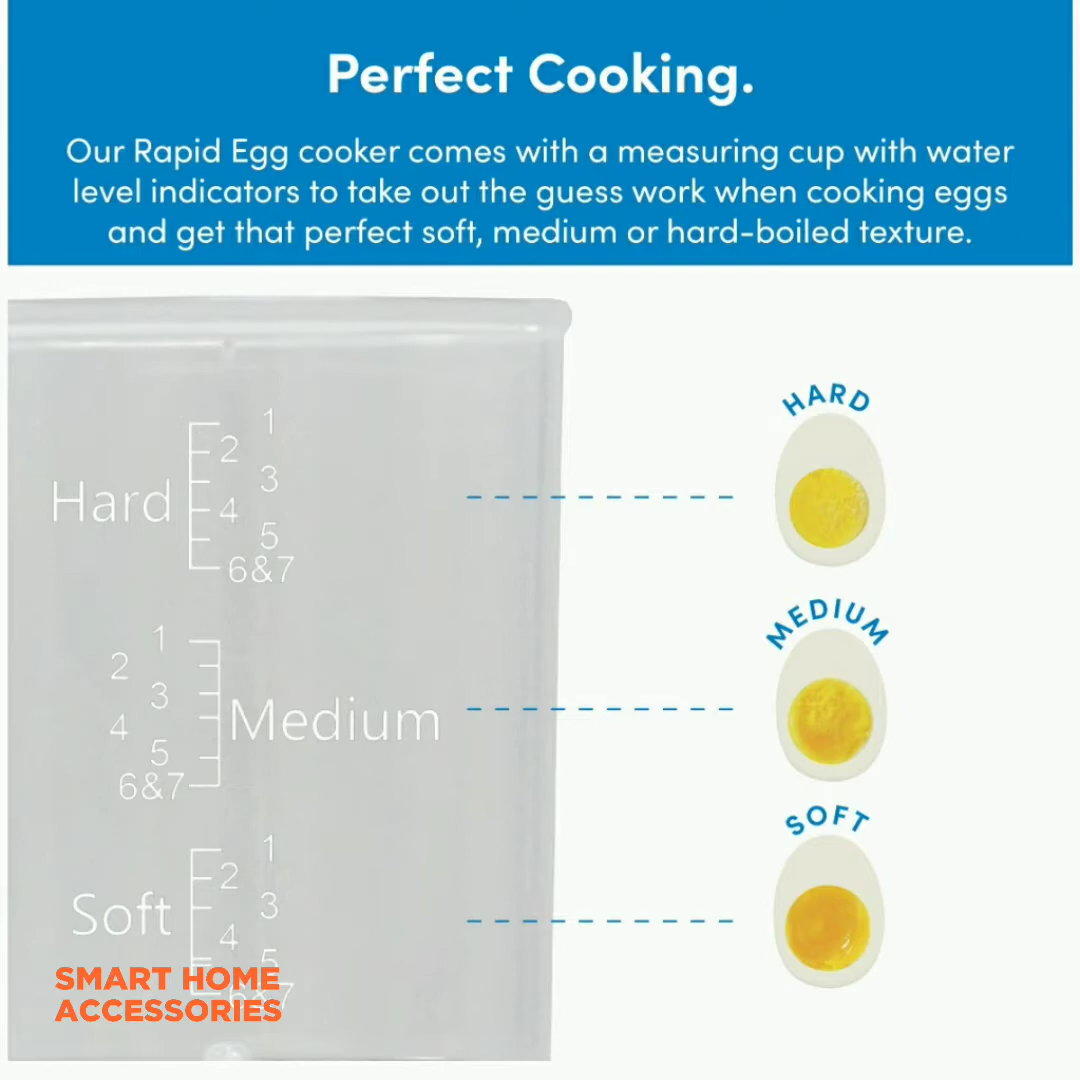 Perfect Cooking.
Our Rapid Egg cooker comes with a measuring cup with water
level indicators to take out the guess work when cooking eggs
and get that perfect soft, medium or hard-boiled texture.
HARD
1
2
3
Hard
4
5
6&7
MEDIUM
1
2
3
Medium
4
5
6&7
SOFT
1
2
3
Soft
4
5
6&7
SMART HOME
ACCESSORIES